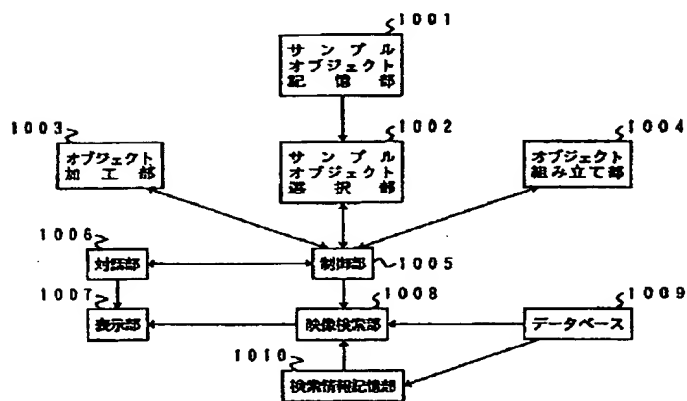 1001
サンプル
オブジェクト
記憶部
1003
1002
1004
オブジェクト
加工部
サンプル
オブジェクト
選択部
オブジェクト
組み立て部
1006
対話部
制御部
1005
1007
1008
1009
表示部
映像検索部
データベース
1010
検索情報記憶部